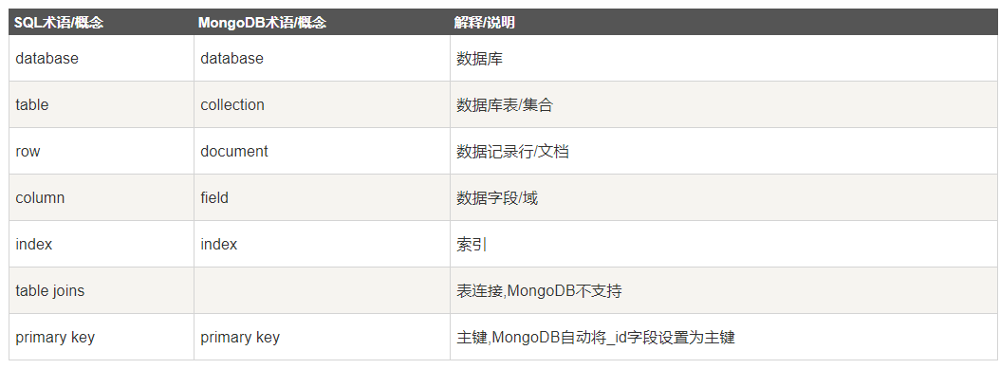 SQL术语/概念 MongoDB术语/概念 解释/说明
database database 数据库
table collection 数据库表/集合
row document 数据记录行/文档
column field 数据字段/域
index index 索引
table joins 表连接,MongoDB不支持
primary key primary key 主键,MongoDB自动将_id字段设置为主键